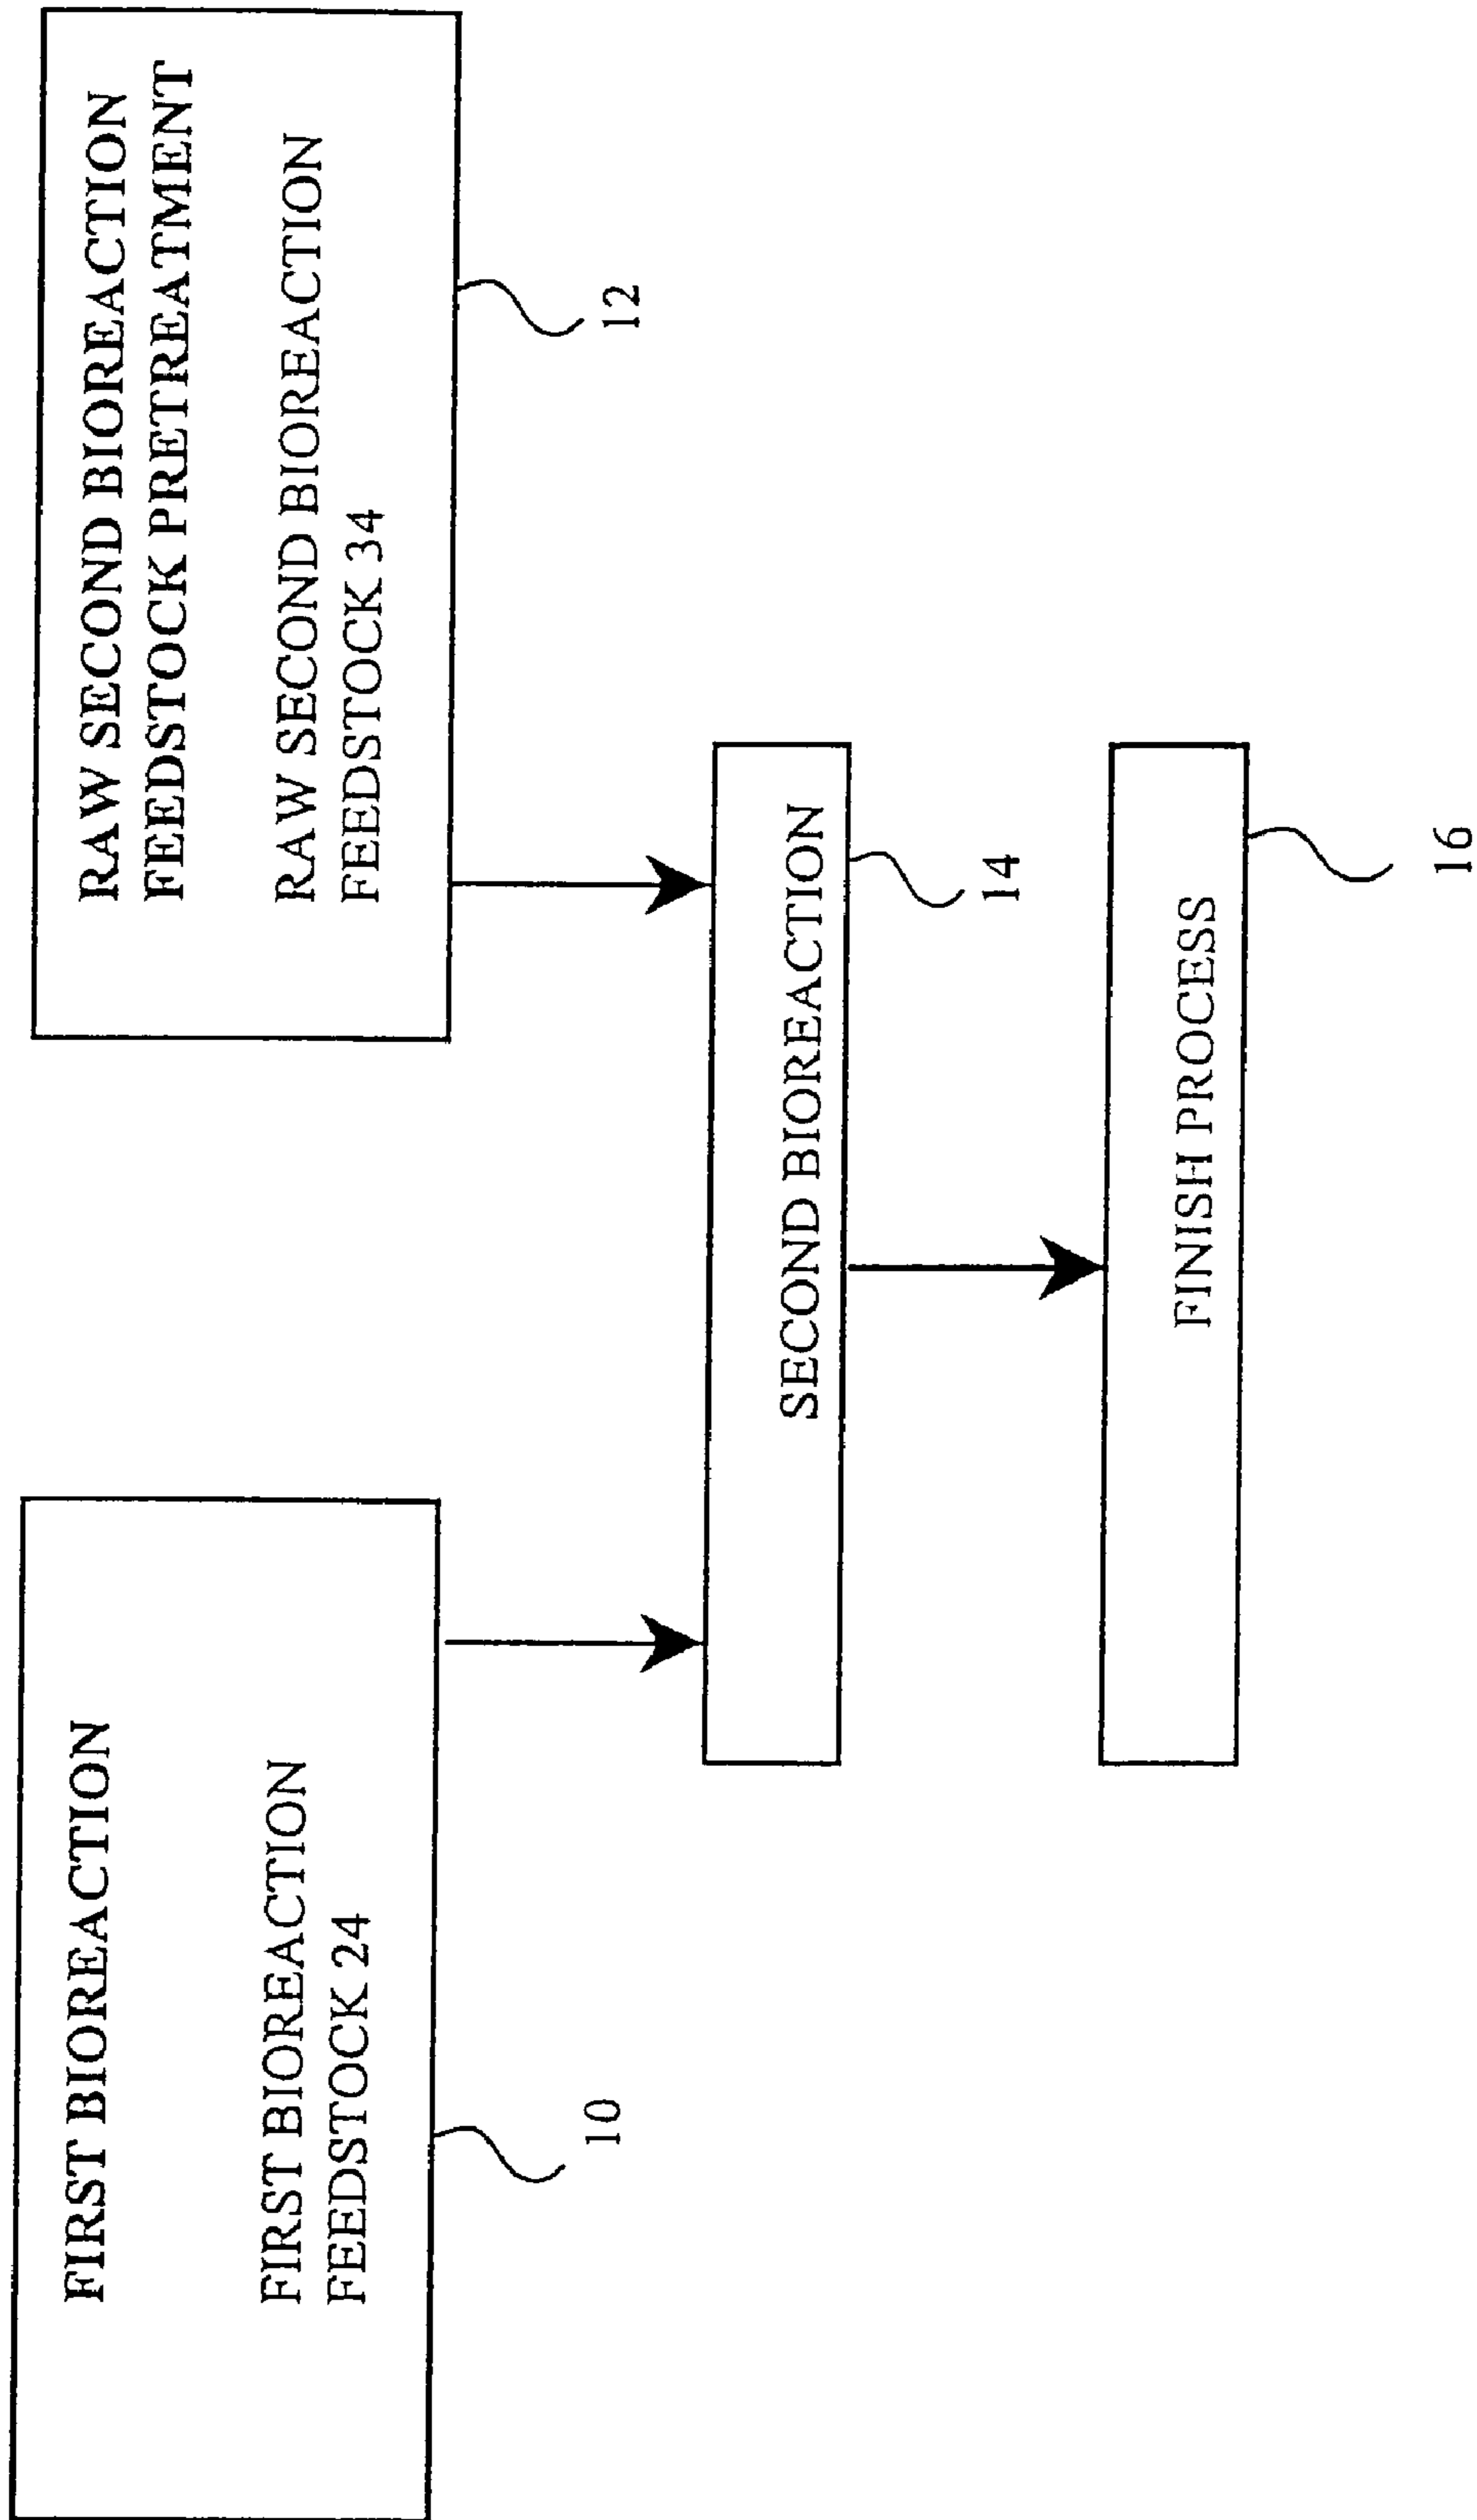 FIRST BIOREACTION
FIRST BIOREACTION
FEEDSTOCK 24
10
RAW SECOND BIOREACTION
FEEDSTOCK PRETREATMENT
RAW SECOND BIOREACTION
FEEDSTOCK 34
12
SECOND BIOREACTION
14
FINISH PROCESS
16